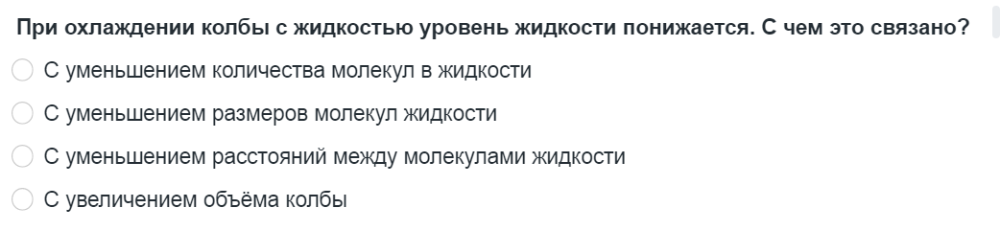 При охлаждении колбы с жидкостью уровень жидкости понижается. С чем это связано?
С уменьшением количества молекул в жидкости
С уменьшением размеров молекул жидкости
С уменьшением расстояний между молекулами жидкости
С увеличением объёма колбы